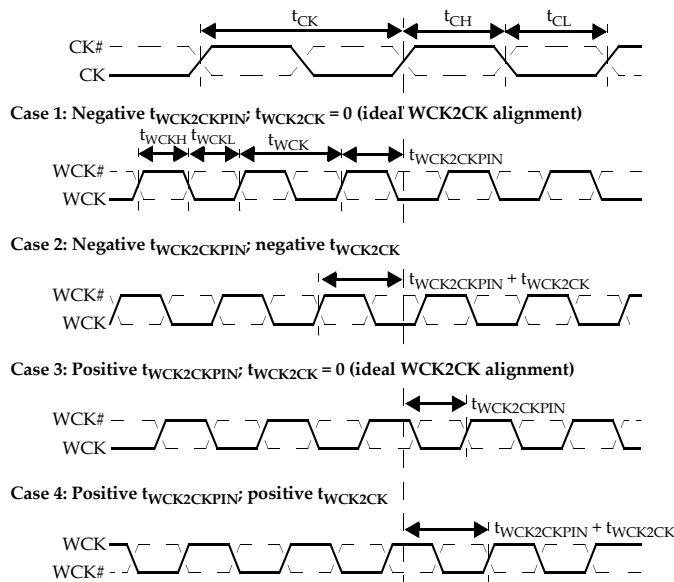 tCK tCH tCL
CK#
CK
Case 1: Negative tWCK2CKPIN; tWCK2CK = 0 (ideal WCK2CK alignment)
tWCKH tWCKL tWCK tWCK2CKPIN
WCK#
WCK
Case 2: Negative tWCK2CKPIN; negative tWCK2CK
tWCK2CKPIN + tWCK2CK
WCK#
WCK
Case 3: Positive tWCK2CKPIN; tWCK2CK = 0 (ideal WCK2CK alignment)
tWCK2CKPIN
WCK#
WCK
Case 4: Positive tWCK2CKPIN; positive tWCK2CK
tWCK2CKPIN + tWCK2CK
WCK
WCK#